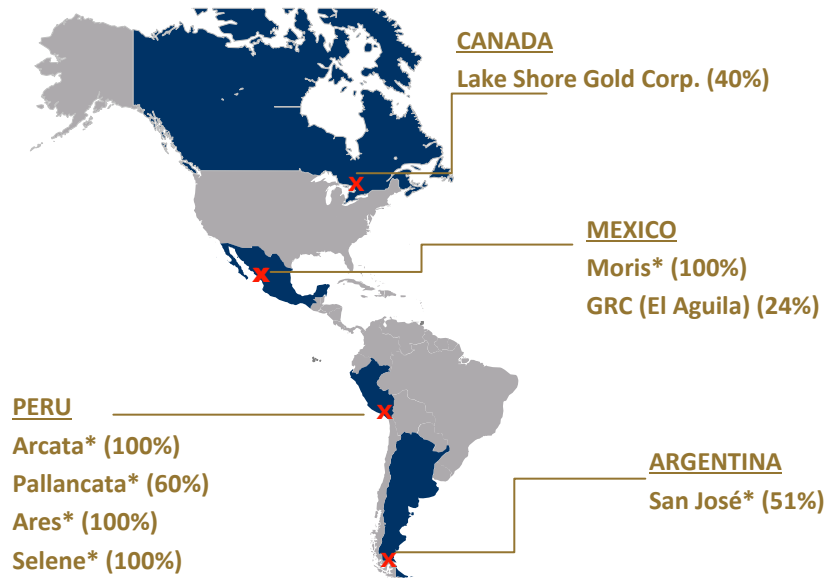 CANADA
Lake Shore Gold Corp. (40%)
MEXICO
Moris* (100%)
GRC (El Aguila) (24%)
PERU
Arcata* (100%)
Pallancata* (60%)
Ares* (100%)
Selene* (100%)
ARGENTINA
San José* (51%)